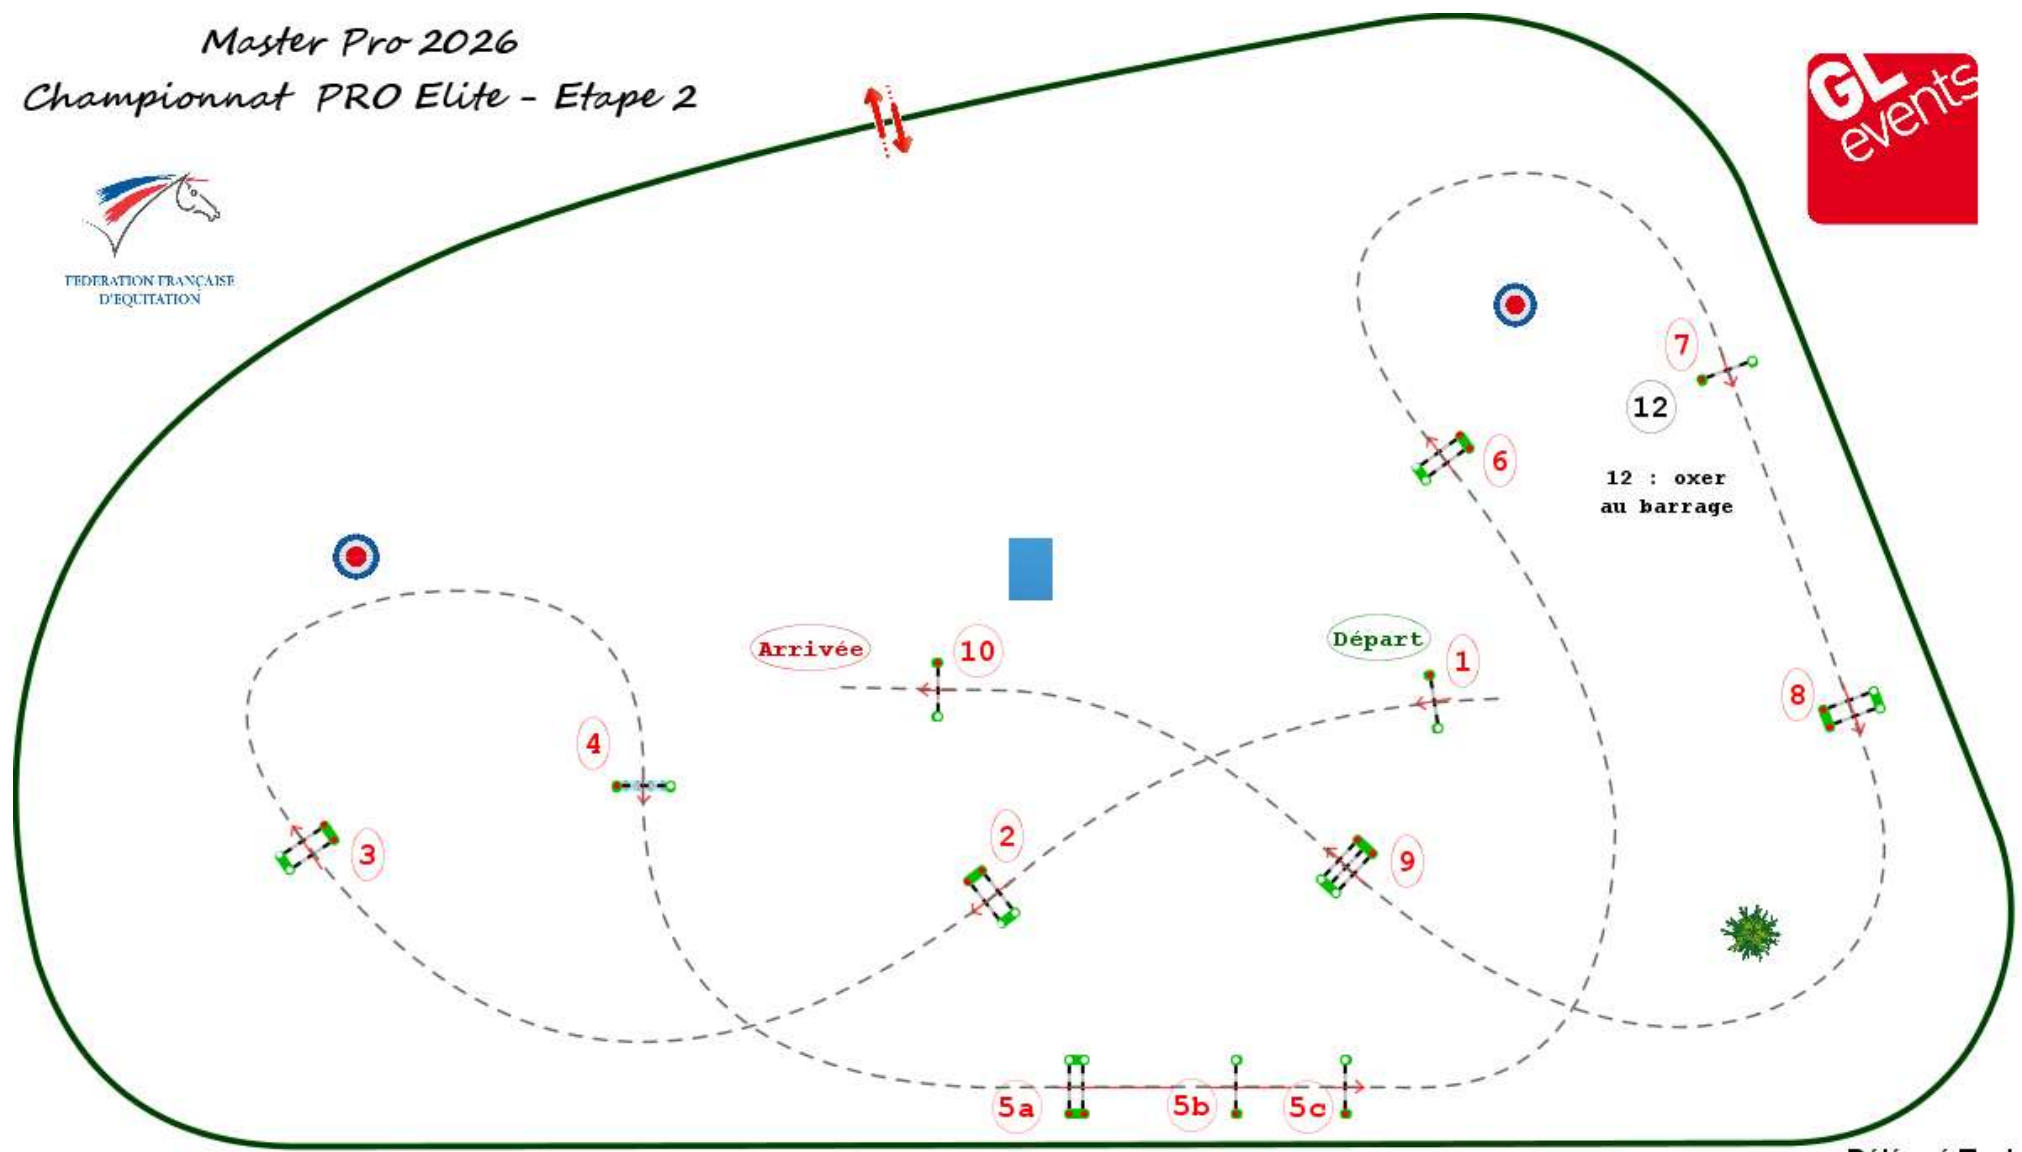 Master Pro 2026
Championnat PRO Elite - Etape 2
GL
events
FEDERATION FRANÇAISE
D'EQUITATION
7
12
6
12 : oxer
au barrage
Arrivée
10
Départ
1
8
4
2
3
9
5a
5b
5c